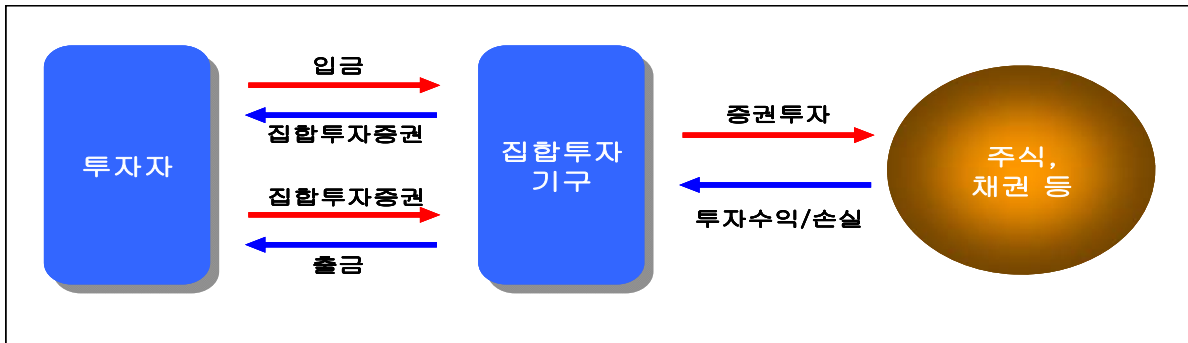 투자자
입금
집합투자증권
집합투자증권
출금
집합투자
기구
증권투자
투자수익/손실
주식,
채권 등